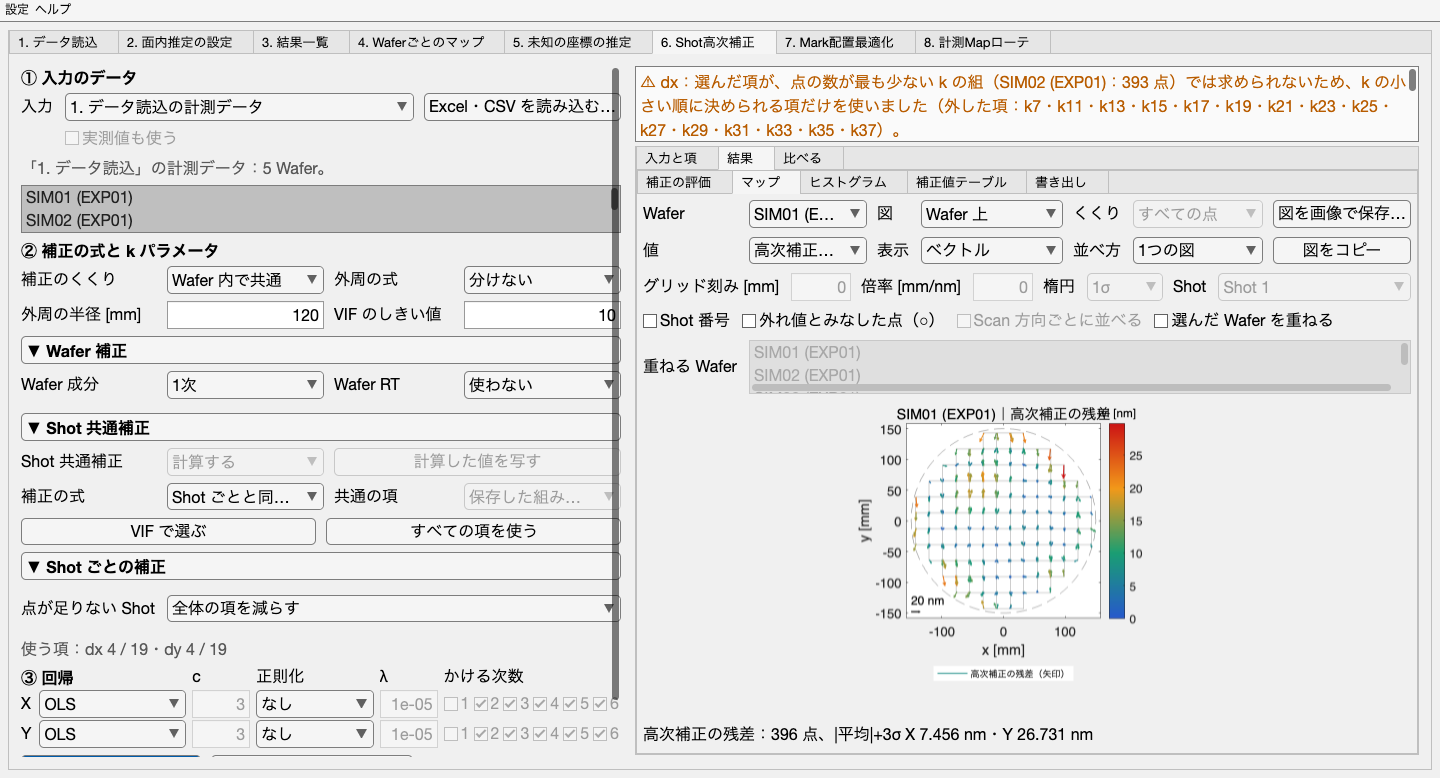 設定 ヘルプ
1. データ読込 2. 面内推定の設定 3. 結果一覧 4. Waferごとのマップ 5. 未知の座標の推定 6. Shot高次補正 7. Mark配置最適化 8. 計測Mapローテ
① 入力のデータ
入力 1. データ読込の計測データ Excel・CSV を読み込む...
実測値も使う
「1. データ読込」の計測データ：5 Wafer。
SIM01 (EXP01)
SIM02 (EXP01)
② 補正の式と k パラメータ
補正のくくり Wafer 内で共通 外周の式 分けない
外周の半径 [mm] 120 VIF のしきい値 10
▼ Wafer 補正
Wafer 成分 1次 Wafer RT 使わない
▼ Shot 共通補正
Shot 共通補正 計算する 計算した値を写す
補正の式 Shot ごとと同... 共通の項 保存した組み...
VIF で選ぶ すべての項を使う
▼ Shot ごとの補正
点が足りない Shot 全体の項を減らす
使う項：dx 4 / 19・dy 4 / 19
③ 回帰 c 正則化 λ かける次数
X OLS 3 なし 1e-05 1 2 3 4 5 6
Y OLS 3 なし 1e-05 1 2 3 4 5 6
⚠ dx：選んだ項が、点の数が最も少ない k の組（SIM02 (EXP01)：393 点）では求められないため、k の小
さい順に決められる項だけを使いました（外した項：k7・k11・k13・k15・k17・k19・k21・k23・k25・
k27・k29・k31・k33・k35・k37）。
入力と項 結果 比べる
補正の評価 マップ ヒストグラム 補正値テーブル 書き出し
Wafer SIM01 (E... 図 Wafer 上 くくり すべての点 図を画像で保存...
値 高次補正... 表示 ベクトル 並べ方 1つの図 図をコピー
グリッド刻み [mm] 0 倍率 [mm/nm] 0 楕円 1σ Shot Shot 1
Shot 番号 外れ値とみなした点（○） Scan 方向ごとに並べる 選んだ Wafer を重ねる
重ねる Wafer
SIM01 (EXP01)
SIM02 (EXP01)
SIM01 (EXP01)｜高次補正の残差 [nm]
150
100
50
0
-50
-100
-150
y [mm]
20 nm
-100 0 100
x [mm]
25
20
15
10
5
0
高次補正の残差（矢印）
高次補正の残差：396 点、|平均|+3σ X 7.456 nm・Y 26.731 nm